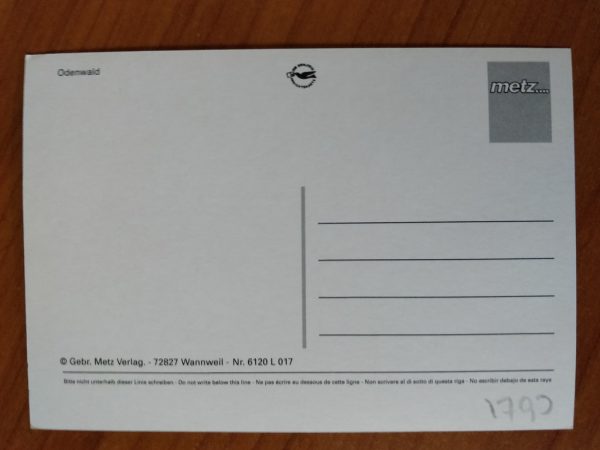 Odenwald
metz....
© Gebr. Metz Verlag. - 72827 Wannweil - Nr. 6120 L 017
Bitte nicht unterhalb dieser Linie schreiben · Do not write below this line · Ne pas écrire au dessous de cette ligne · Non scrivere al di sotto di questa riga · No escribir debajo de esta raya